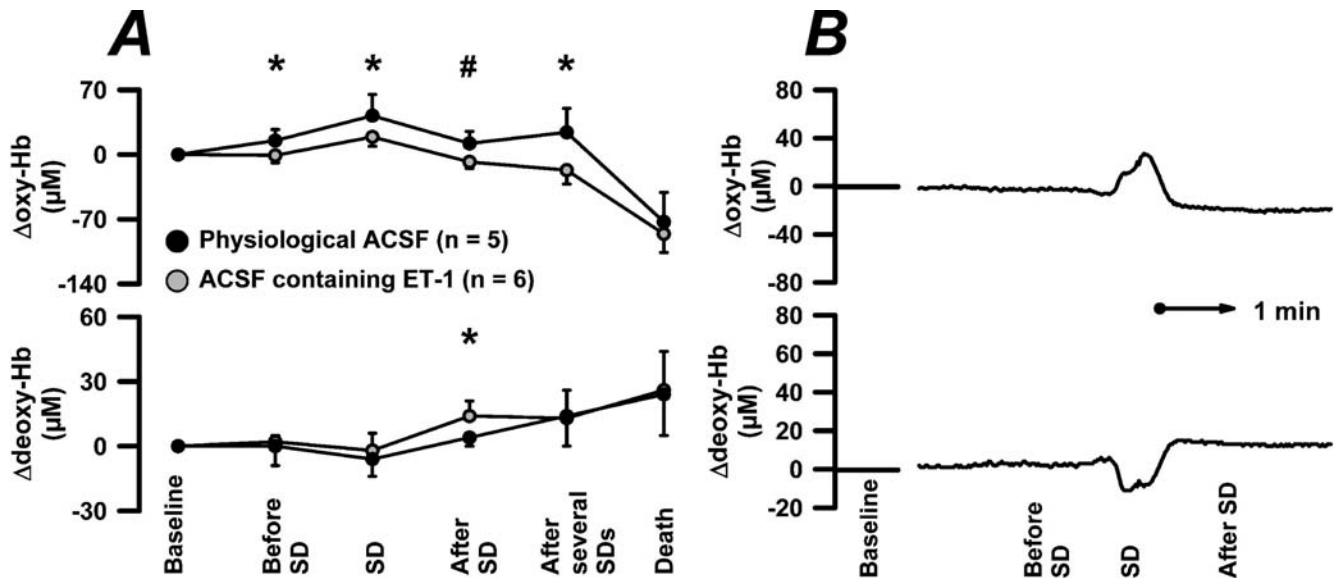 A
* * # *
70
0
-70
-140
Δoxy-Hb
(µM)
Physiological ACSF (n = 5)
ACSF containing ET-1 (n = 6)
*
60
30
0
-30
Δdeoxy-Hb
(µM)
Baseline
Before
SD
SD
After
SD
After
several
SDs
Death
B
80
40
0
-40
-80
Δoxy-Hb
(µM)
1 min
80
60
40
20
0
-20
Δdeoxy-Hb
(µM)
Baseline
Before
SD
SD
After SD